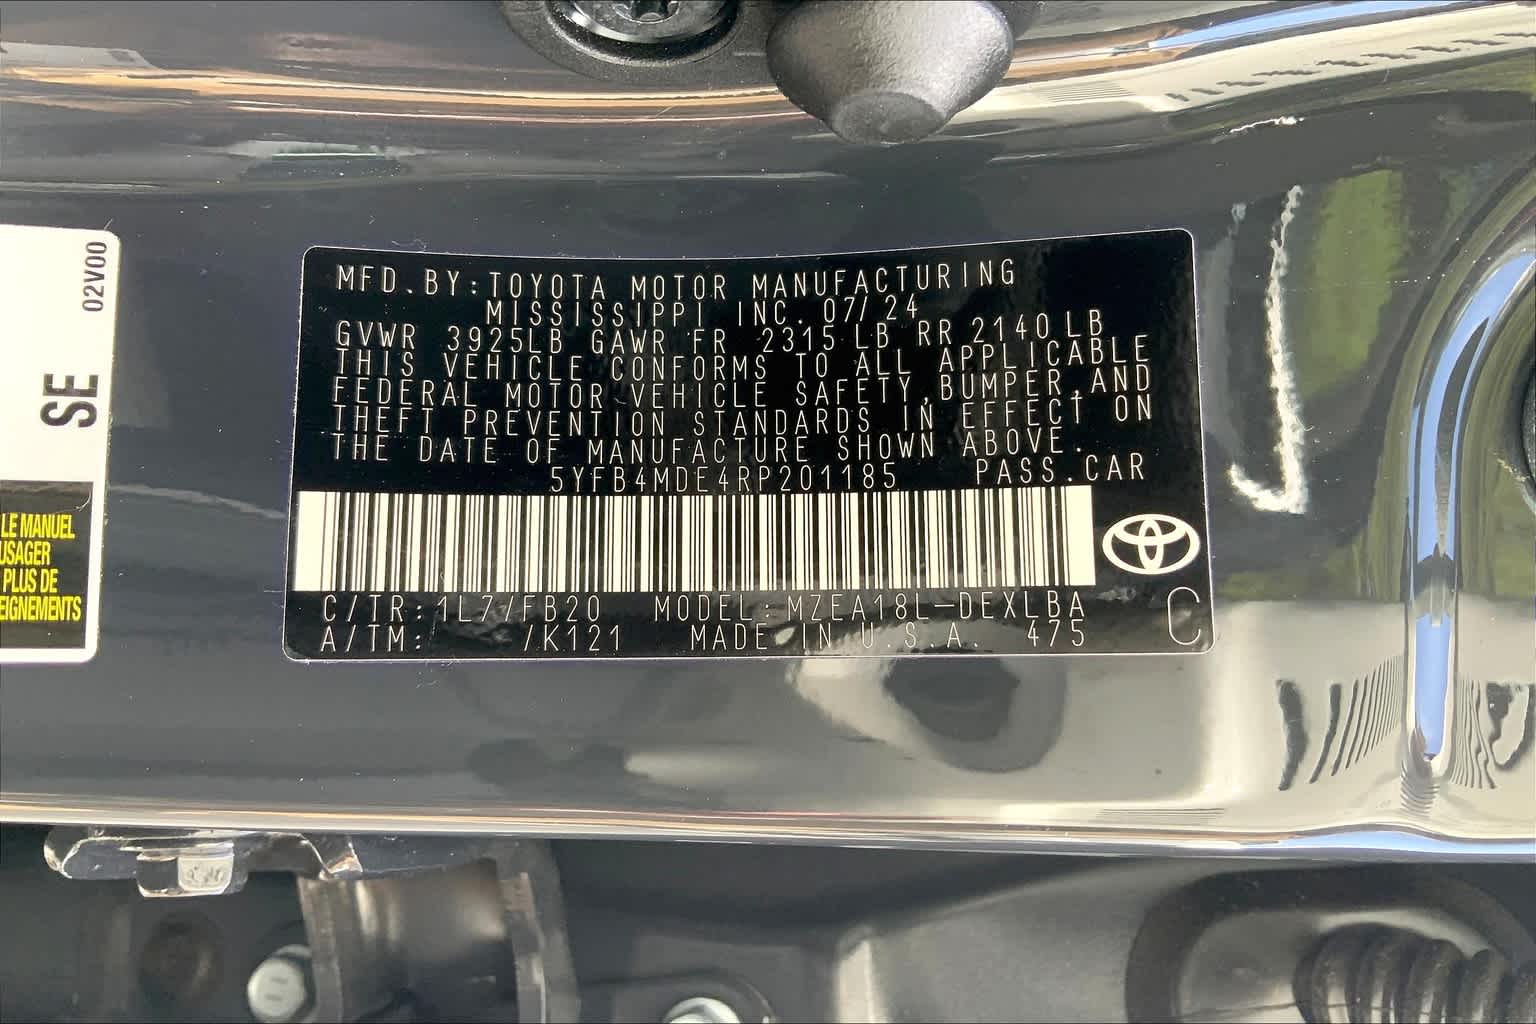 02V00
SE
LE MANUEL
USAGER
PLUS DE
EIGNEMENTS
MFD.BY:TOYOTA MOTOR MANUFACTURING
MISSISSIPPI INC. 07/24
GVWR 3925LB GAWR FR 2315 LB RR 2140 LB
THIS VEHICLE CONFORMS TO ALL APPLICABLE
FEDERAL MOTOR VEHICLE SAFETY,BUMPER,AND
THEFT PREVENTION STANDARDS IN EFFECT ON
THE DATE OF MANUFACTURE SHOWN ABOVE.
5YFB4MDE4RP201185 PASS.CAR
C/TR:1L7/FB20 MODEL:MZEA18L-DEXLBA
A/TM: /K121 MADE IN U.S.A. 475 C